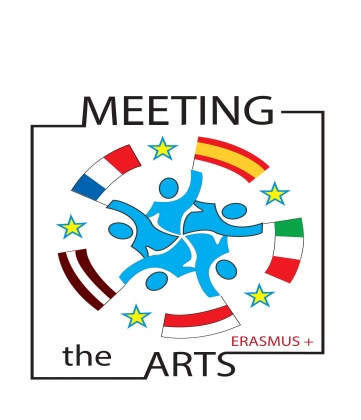 MEETING
ERASMUS +
the ARTS